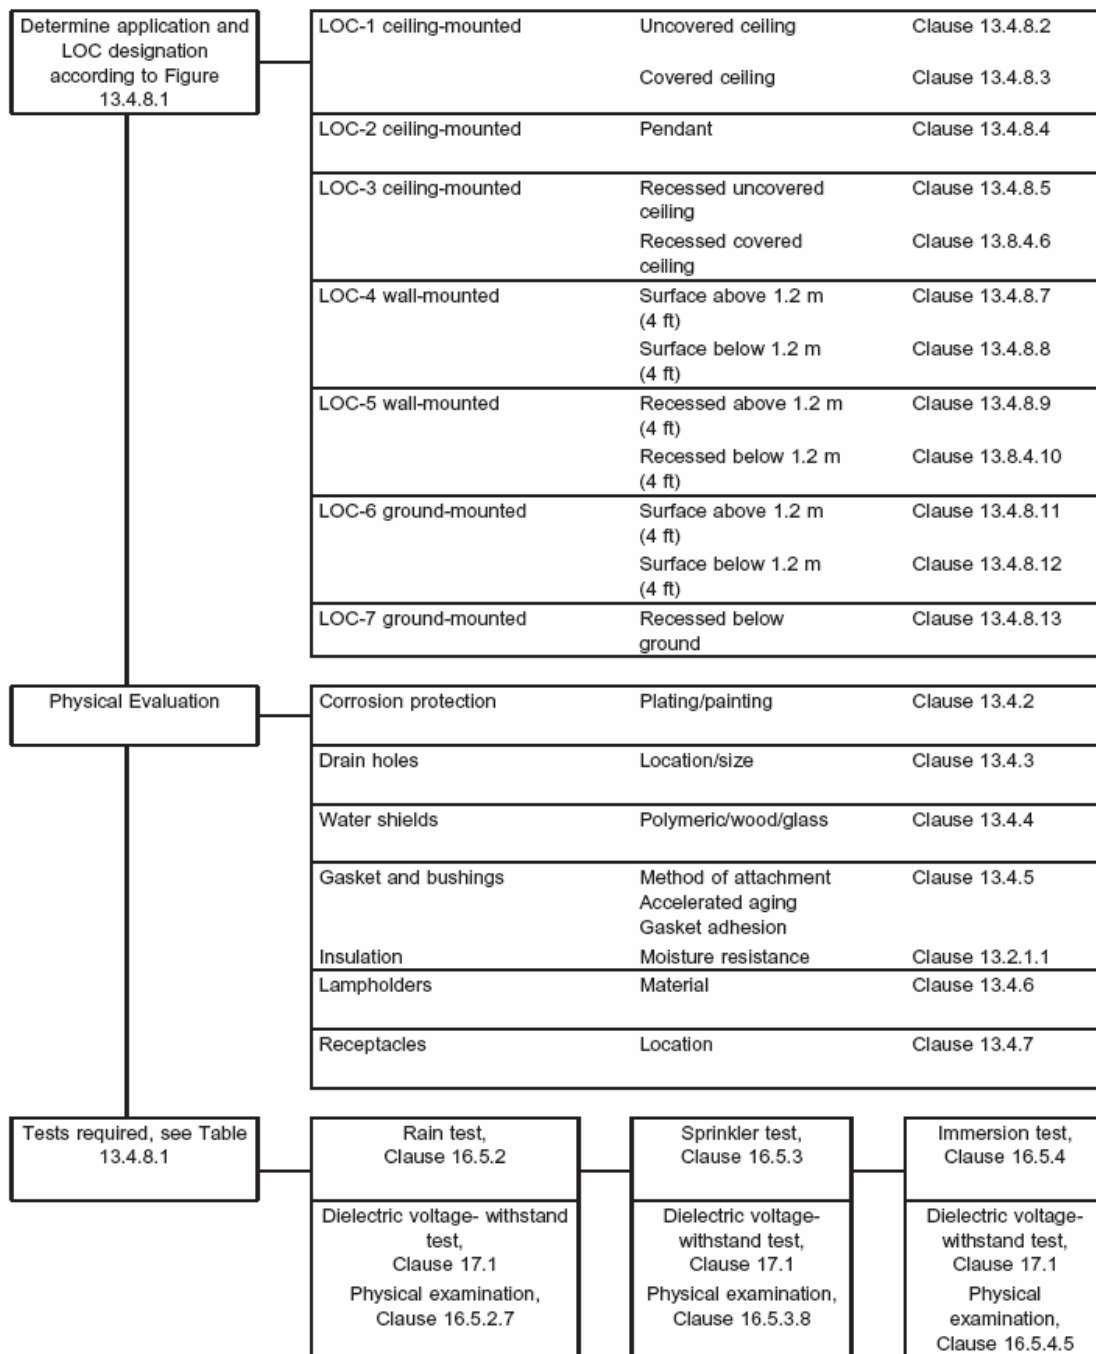 Determine application and
LOC designation
according to Figure
13.4.8.1
LOC-1 ceiling-mounted Uncovered ceiling Clause 13.4.8.2
Covered ceiling Clause 13.4.8.3
LOC-2 ceiling-mounted Pendant Clause 13.4.8.4
LOC-3 ceiling-mounted Recessed uncovered Clause 13.4.8.5
ceiling
Recessed covered Clause 13.8.4.6
ceiling
LOC-4 wall-mounted Surface above 1.2 m Clause 13.4.8.7
(4 ft)
Surface below 1.2 m Clause 13.4.8.8
(4 ft)
LOC-5 wall-mounted Recessed above 1.2 m Clause 13.4.8.9
(4 ft)
Recessed below 1.2 m Clause 13.8.4.10
(4 ft)
LOC-6 ground-mounted Surface above 1.2 m Clause 13.4.8.11
(4 ft)
Surface below 1.2 m Clause 13.4.8.12
(4 ft)
LOC-7 ground-mounted Recessed below Clause 13.4.8.13
ground
Physical Evaluation
Corrosion protection Plating/painting Clause 13.4.2
Drain holes Location/size Clause 13.4.3
Water shields Polymeric/wood/glass Clause 13.4.4
Gasket and bushings Method of attachment Clause 13.4.5
Accelerated aging
Gasket adhesion
Insulation Moisture resistance Clause 13.2.1.1
Lampholders Material Clause 13.4.6
Receptacles Location Clause 13.4.7
Tests required, see Table
13.4.8.1
Rain test,
Clause 16.5.2
Dielectric voltage- withstand
test,
Clause 17.1
Physical examination,
Clause 16.5.2.7
Sprinkler test,
Clause 16.5.3
Dielectric voltage-
withstand test,
Clause 17.1
Physical examination,
Clause 16.5.3.8
Immersion test,
Clause 16.5.4
Dielectric voltage-
withstand test,
Clause 17.1
Physical
examination,
Clause 16.5.4.5